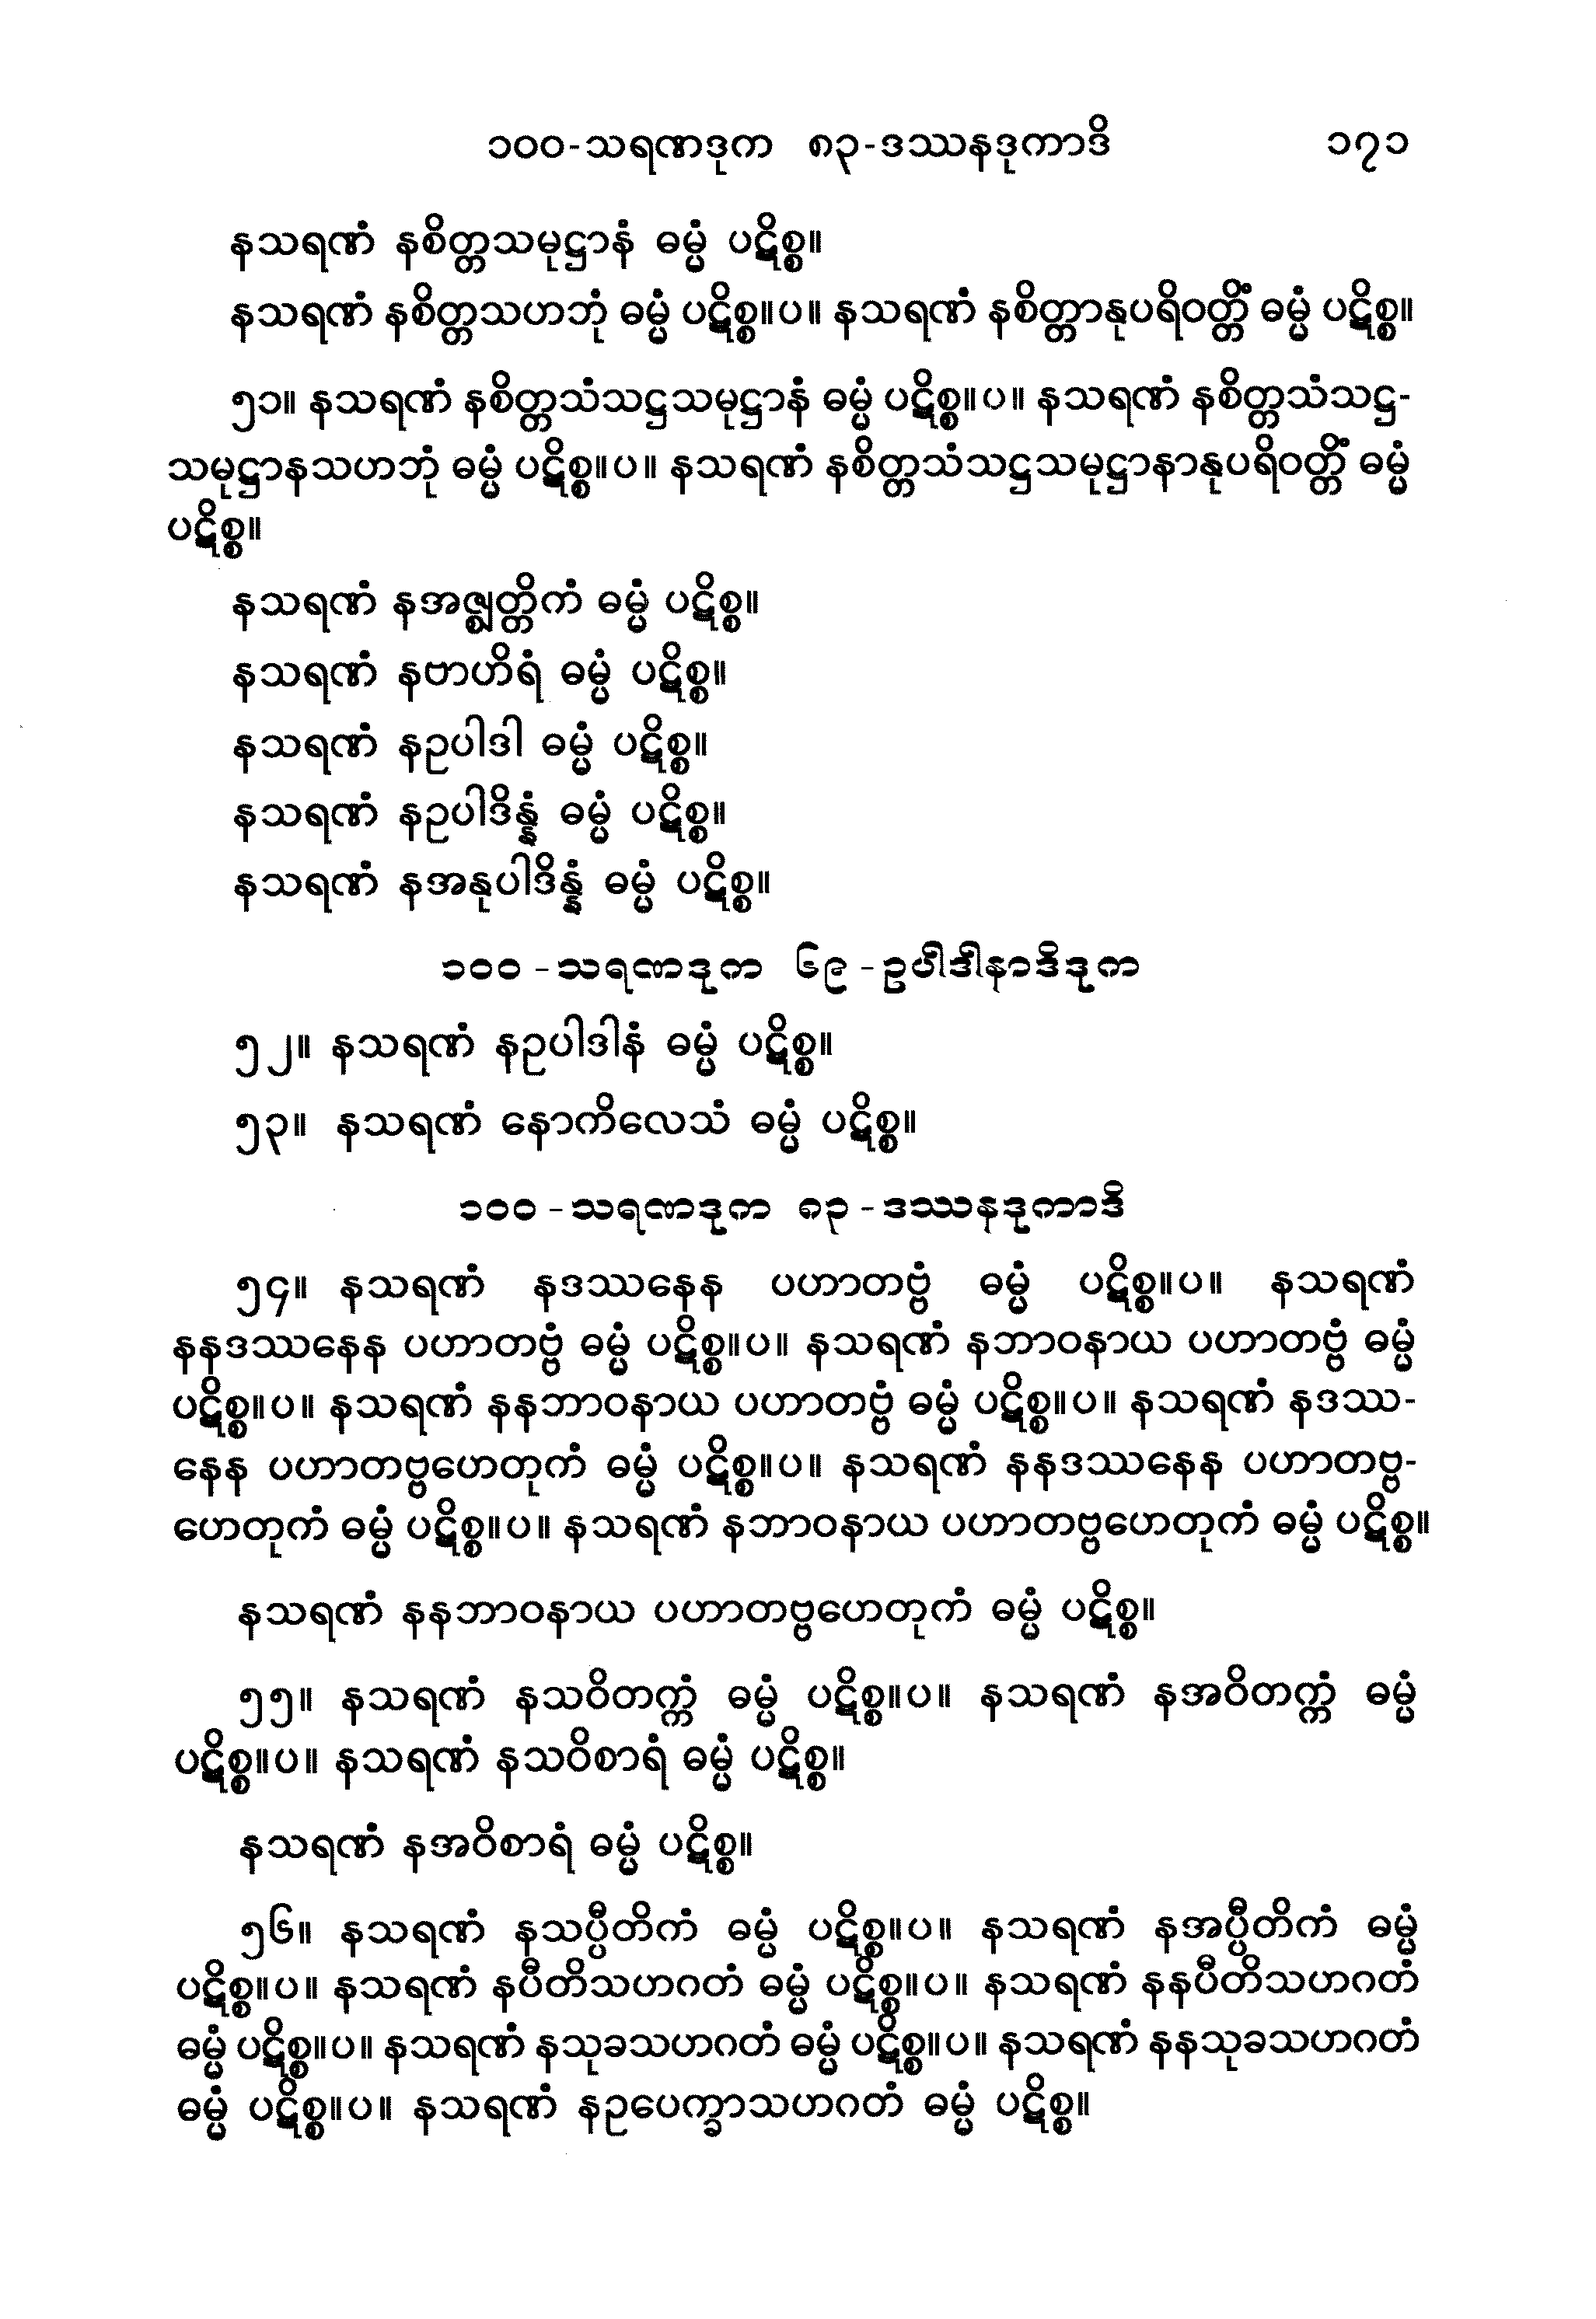 ၁၀၀-သရဏဒုက ၈၃-ဒဿနဒုကာဒိ ၁၇၁
နသရဏံ နစိတ္တသမုဋ္ဌာနံ ဓမ္မံ ပဋိစ္စ။
နသရဏံ နစိတ္တသဟဘုံ ဓမ္မံ ပဋိစ္စ။ပ။ နသရဏံ နစိတ္တာနုပရိဝတ္တိံ ဓမ္မံ ပဋိစ္စ။
၅၁။ နသရဏံ နစိတ္တသံသဋ္ဌသမုဋ္ဌာနံ ဓမ္မံ ပဋိစ္စ။ပ။ နသရဏံ နစိတ္တသံသဋ္ဌ-
သမုဋ္ဌာနသဟဘုံ ဓမ္မံ ပဋိစ္စ။ပ။ နသရဏံ နစိတ္တသံသဋ္ဌသမုဋ္ဌာနာနုပရိဝတ္တိံ ဓမ္မံ
ပဋိစ္စ။
နသရဏံ နအဇ္ဈတ္တိကံ ဓမ္မံ ပဋိစ္စ။
နသရဏံ နဗာဟိရံ ဓမ္မံ ပဋိစ္စ။
နသရဏံ နဥပါဒါ ဓမ္မံ ပဋိစ္စ။
နသရဏံ နဥပါဒိန္နံ ဓမ္မံ ပဋိစ္စ။
နသရဏံ နအနုပါဒိန္နံ ဓမ္မံ ပဋိစ္စ။
၁၀၀-သရဏဒုက ၆၉-ဥပါဒါနာဒိဒုက
၅၂။ နသရဏံ နဥပါဒါနံ ဓမ္မံ ပဋိစ္စ။
၅၃။ နသရဏံ နောကိလေသံ ဓမ္မံ ပဋိစ္စ။
၁၀၀-သရဏဒုက ၈၃-ဒဿနဒုကာဒိ
၅၄။ နသရဏံ နဒဿနေန ပဟာတဗ္ဗံ ဓမ္မံ ပဋိစ္စ။ပ။ နသရဏံ
နနဒဿနေန ပဟာတဗ္ဗံ ဓမ္မံ ပဋိစ္စ။ပ။ နသရဏံ နဘာဝနာယ ပဟာတဗ္ဗံ ဓမ္မံ
ပဋိစ္စ။ပ။ နသရဏံ နနဘာဝနာယ ပဟာတဗ္ဗံ ဓမ္မံ ပဋိစ္စ။ပ။ နသရဏံ နဒဿ-
နေန ပဟာတဗ္ဗဟေတုကံ ဓမ္မံ ပဋိစ္စ။ပ။ နသရဏံ နနဒဿနေန ပဟာတဗ္ဗ-
ဟေတုကံ ဓမ္မံ ပဋိစ္စ။ပ။ နသရဏံ နဘာဝနာယ ပဟာတဗ္ဗဟေတုကံ ဓမ္မံ ပဋိစ္စ။
နသရဏံ နနဘာဝနာယ ပဟာတဗ္ဗဟေတုကံ ဓမ္မံ ပဋိစ္စ။
၅၅။ နသရဏံ နသဝိတက္ကံ ဓမ္မံ ပဋိစ္စ။ပ။ နသရဏံ နအဝိတက္ကံ ဓမ္မံ
ပဋိစ္စ။ပ။ နသရဏံ နသဝိစာရံ ဓမ္မံ ပဋိစ္စ။
နသရဏံ နအဝိစာရံ ဓမ္မံ ပဋိစ္စ။
၅၆။ နသရဏံ နသပ္ပီတိကံ ဓမ္မံ ပဋိစ္စ။ပ။ နသရဏံ နအပ္ပီတိကံ ဓမ္မံ
ပဋိစ္စ။ပ။ နသရဏံ နပီတိသဟဂတံ ဓမ္မံ ပဋိစ္စ။ပ။ နသရဏံ နနပီတိသဟဂတံ
ဓမ္မံ ပဋိစ္စ။ပ။ နသရဏံ နသုခသဟဂတံ ဓမ္မံ ပဋိစ္စ။ပ။ နသရဏံ နနသုခသဟဂတံ
ဓမ္မံ ပဋိစ္စ။ပ။ နသရဏံ နဥပေက္ခာသဟဂတံ ဓမ္မံ ပဋိစ္စ။